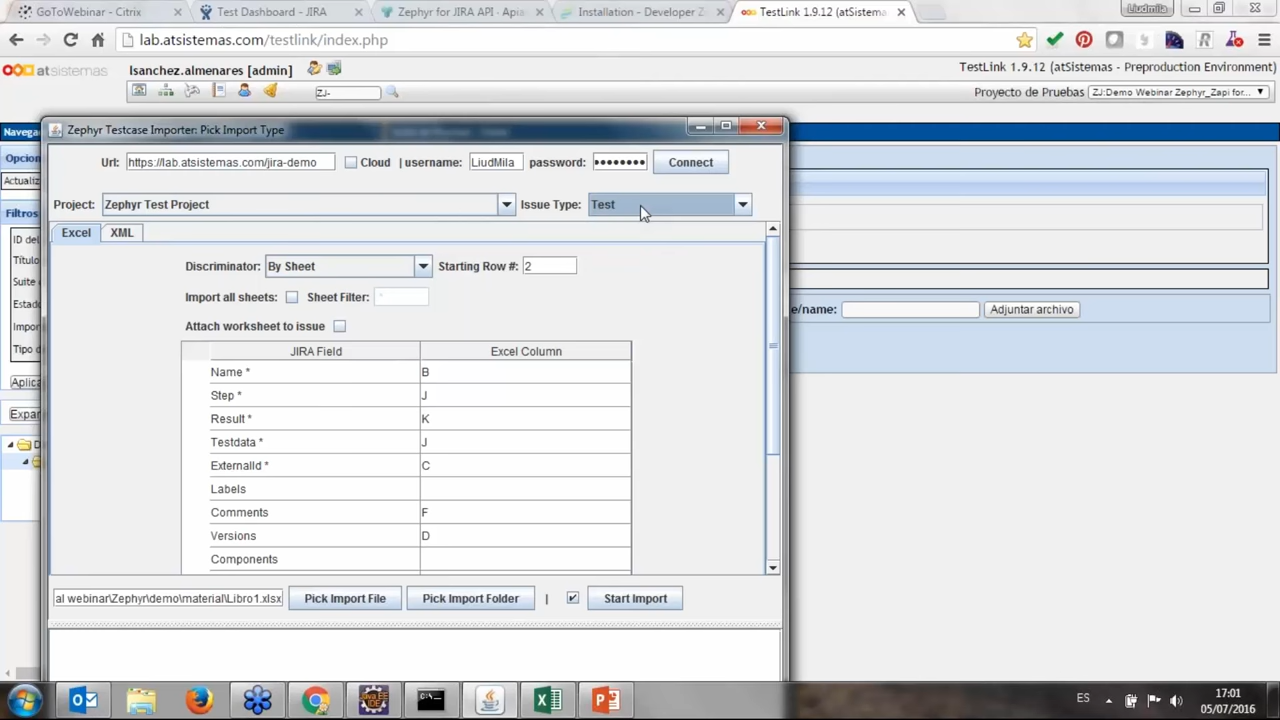 GoToWebinar - Citrix
Test Dashboard - JIRA
Zephyr for JIRA API · Apia
Installation - Developer Z
TestLink 1.9.12 (atSistema
Liudmila
lab.atsistemas.com/testlink/index.php
atsistemas
lsanchez.almenares [admin]
TestLink 1.9.12 (atSistemas - Preproduction Environment)
ZJ-
Proyecto de Pruebas
ZJ:Demo Webinar Zephyr_Zapi for...
Navega
Opcion
Actualiz
Filtros
ID del
Título
Suite d
Estado
Impor
Tipo d
Aplica
Expar
D
Zephyr Testcase Importer: Pick Import Type
Url: https://lab.atsistemas.com/jira-demo Cloud | username: LiudMila password: •••••••• Connect
Project: Zephyr Test Project Issue Type: Test
Excel XML
Discriminator: By Sheet Starting Row #: 2
Import all sheets: Sheet Filter: *
Attach worksheet to issue
JIRA Field Excel Column
Name * B
Step * J
Result * K
Testdata * J
ExternalId * C
Labels
Comments F
Versions D
Components
al webinar\Zephyr\demo\material\Libro1.xlsx Pick Import File Pick Import Folder | Start Import
e/name: Adjuntar archivo
ES
17:01
05/07/2016